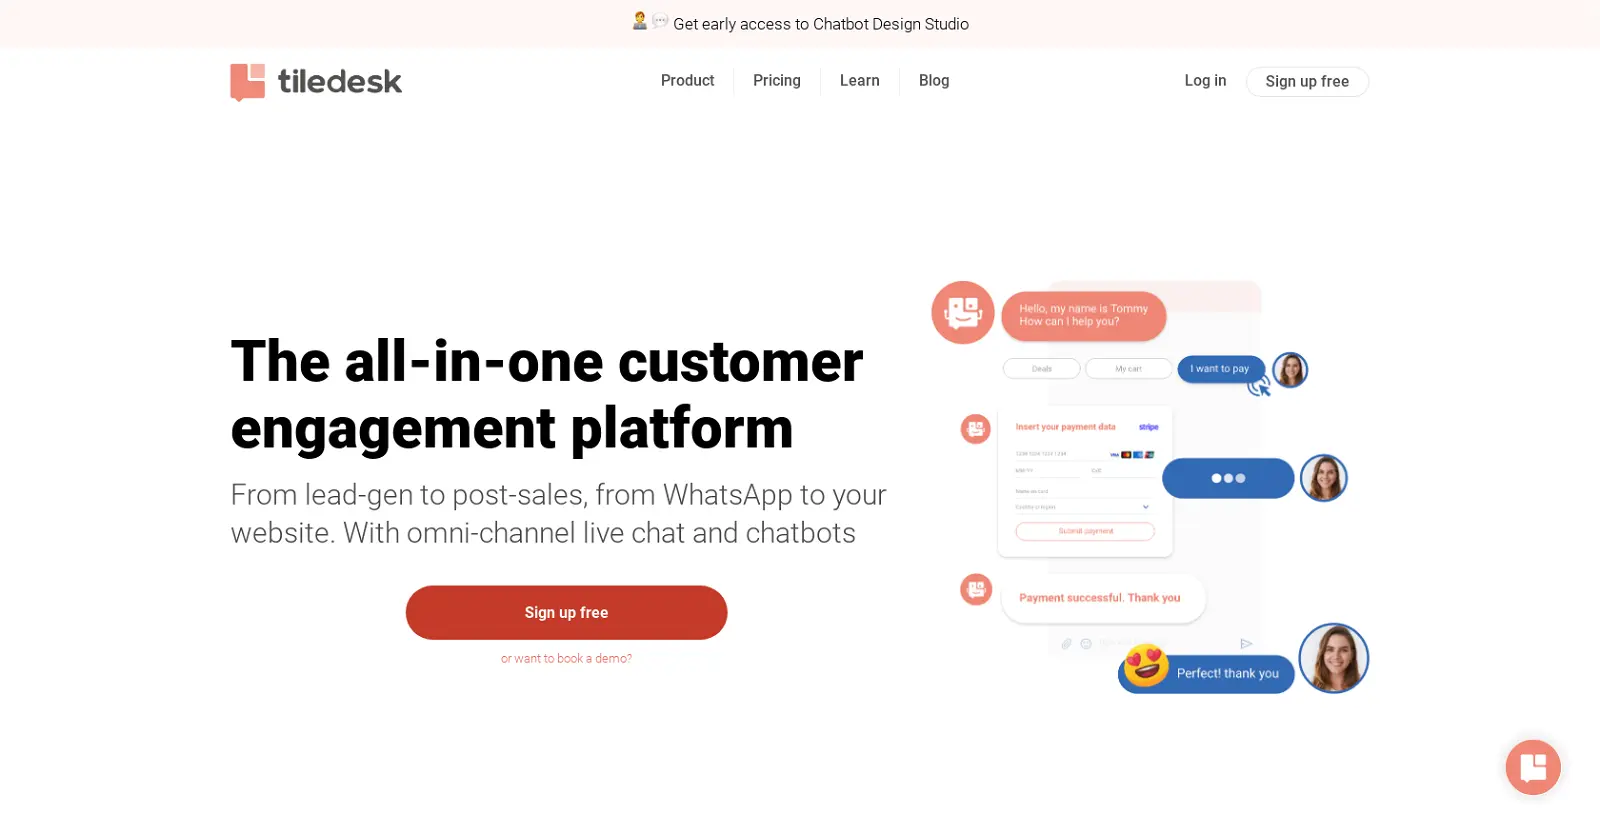 Get early access to Chatbot Design Studio
tiledesk
Product
Pricing
Learn
Blog
Log in
Sign up free
The all-in-one customer
engagement platform
From lead-gen to post-sales, from WhatsApp to your
website. With omni-channel live chat and chatbots
Sign up free
or want to book a demo?
Hello, my name is Tommy
How can I help you?
Deals
My cart
I want to pay
Insert your payment data
stripe
VISA
Submit payment
Payment successful. Thank you
Perfect! thank you